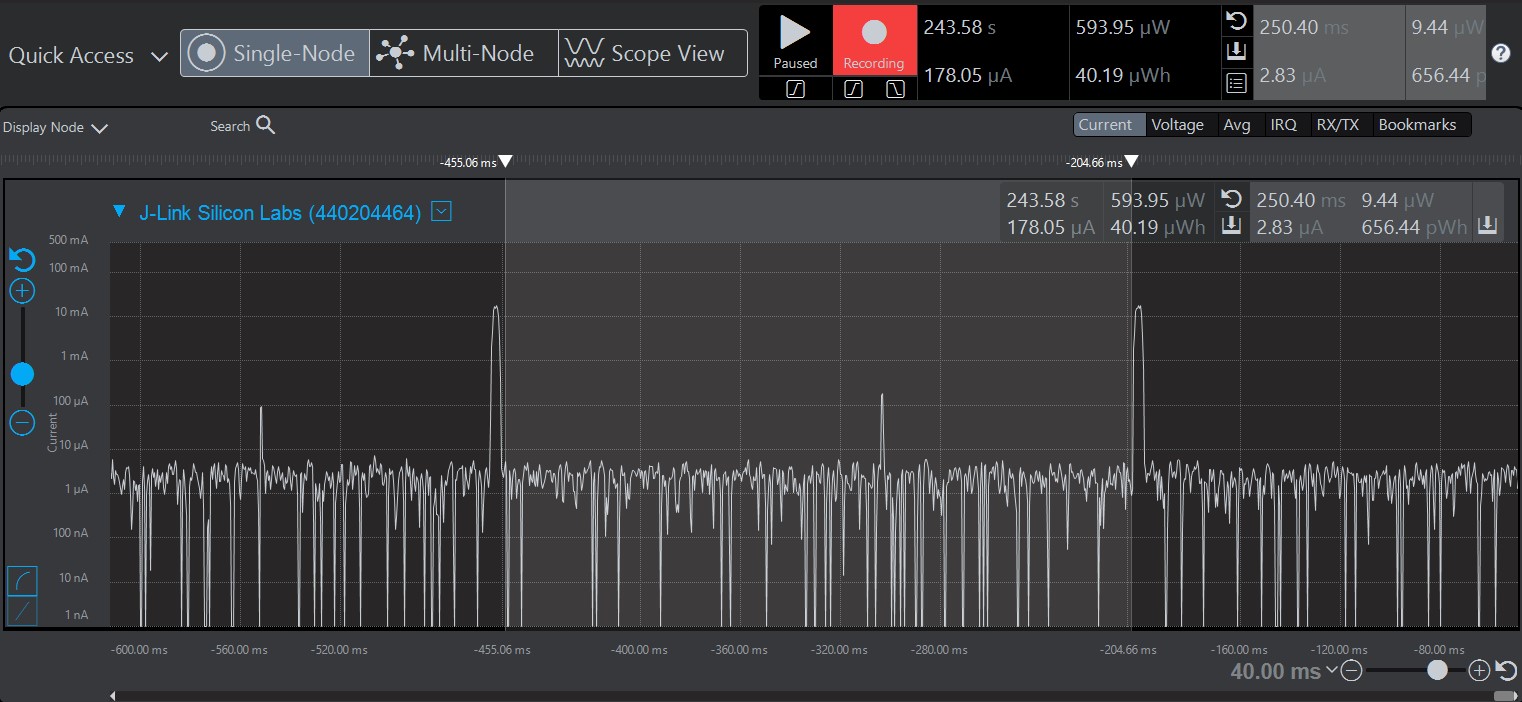 Quick Access
Single-Node
Multi-Node
Scope View
Paused
Recording
243.58 s
593.95 µW
178.05 µA
40.19 µWh
250.40 ms
9.44 µW
2.83 µA
656.44 p
Display Node
Search
Current
Voltage
Avg
IRQ
RX/TX
Bookmarks
-455.06 ms
-204.66 ms
J-Link Silicon Labs (440204464)
243.58 s
593.95 µW
250.40 ms
9.44 µW
178.05 µA
40.19 µWh
2.83 µA
656.44 pWh
500 mA
100 mA
10 mA
1 mA
100 µA
10 µA
1 µA
100 nA
10 nA
1 nA
Current
-600.00 ms
-560.00 ms
-520.00 ms
-455.06 ms
-400.00 ms
-360.00 ms
-320.00 ms
-280.00 ms
-204.66 ms
-160.00 ms
-120.00 ms
-80.00 ms
40.00 ms